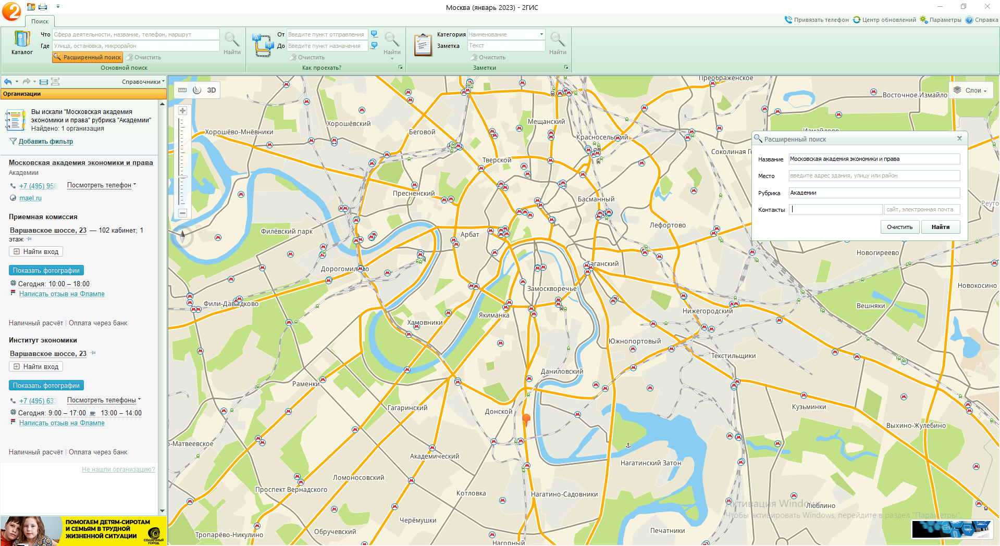 Москва (январь 2023) - 2ГИС
Поиск
Привязать телефон
Центр обновлений
Параметры
Справка
Каталог
Что
Сфера деятельности, название, телефон, маршрут
Где
Улица, остановка, микрорайон
Найти
Расширенный поиск
Очистить
Основной поиск
От
Введите пункт отправления
До
Введите пункт назначения
Найти
Очистить
Как проехать?
Категория
Наименование
Заметка
Текст
Найти
Очистить
Заметки
Справочники
Организации
Вы искали "Московская академия
экономики и права" рубрика "Академии"
Найдено: 1 организация
Добавить фильтр
Московская академия экономики и права
Академии
+7 (495) 958
Посмотреть телефон
mael.ru
Приемная комиссия
Варшавское шоссе, 23 — 102 кабинет; 1
этаж
Найти вход
Показать фотографии
Сегодня: 10:00 – 18:00
Написать отзыв на Флампе
Наличный расчёт | Оплата через банк
Институт экономики
Варшавское шоссе, 23
Найти вход
Показать фотографии
+7 (495) 633
Посмотреть телефоны
Сегодня: 9:00 – 17:00
13:00 – 14:00
Написать отзыв на Флампе
Наличный расчёт | Оплата через банк
Не нашли организацию?
ПОМОГАЕМ ДЕТЯМ-СИРОТАМ
И СЕМЬЯМ В ТРУДНОЙ
ЖИЗНЕННОЙ СИТУАЦИИ
СОЛНЕЧНЫЙ
ГОРОД
3D
Слои
Преображенское
Восточное Измайлово
Хорошёвский
Мещанский
Хорошёво-Мнёвники
Беговой
Красносельский
Измайлово
Соколиная Го
Тверской
Пресненский
Басманный
Реуто
Филёвский парк
Арбат
Лефортово
Новогиреево
Дорогомилово
Таганский
Замоскворечье
Новокосино
Фили-Давыдково
Вешняки
Якиманка
Нижегородский
Хамовники
Южнопортовый
Текстильщики
Даниловский
Раменки
Гагаринский
Донской
Кузьминки
Выхино-Жулебино
о-Матвеевское
Академический
Нагатинский Затон
Ломоносовский
Проспект Вернадского
Котловка
Нагатино-Садовники
Люблино
Черёмушки
Тропарёво-Никулино
Обручевский
Печатники
Нагорный
Расширенный поиск
Название
Московская академия экономики и права
Место
введите адрес здания, улицу или район
Рубрика
Академии
Контакты
сайт, электронная почта
Очистить
Найти
Активация Windows
Чтобы активировать Windows, перейдите в раздел "Параметры".